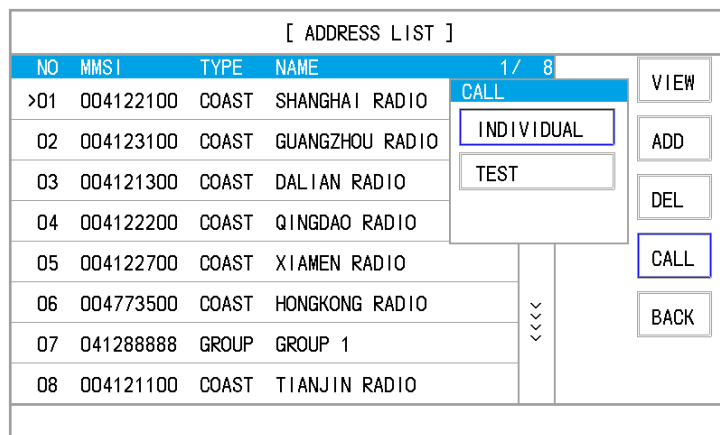 [ ADDRESS LIST ]
NO MMSI TYPE NAME 1/ 8
>01 004122100 COAST SHANGHAI RADIO
02 004123100 COAST GUANGZHOU RADIO
03 004121300 COAST DALIAN RADIO
04 004122200 COAST QINGDAO RADIO
05 004122700 COAST XIAMEN RADIO
06 004773500 COAST HONGKONG RADIO
07 041288888 GROUP GROUP 1
08 004121100 COAST TIANJIN RADIO
CALL
INDIVIDUAL
TEST
VIEW
ADD
DEL
CALL
BACK